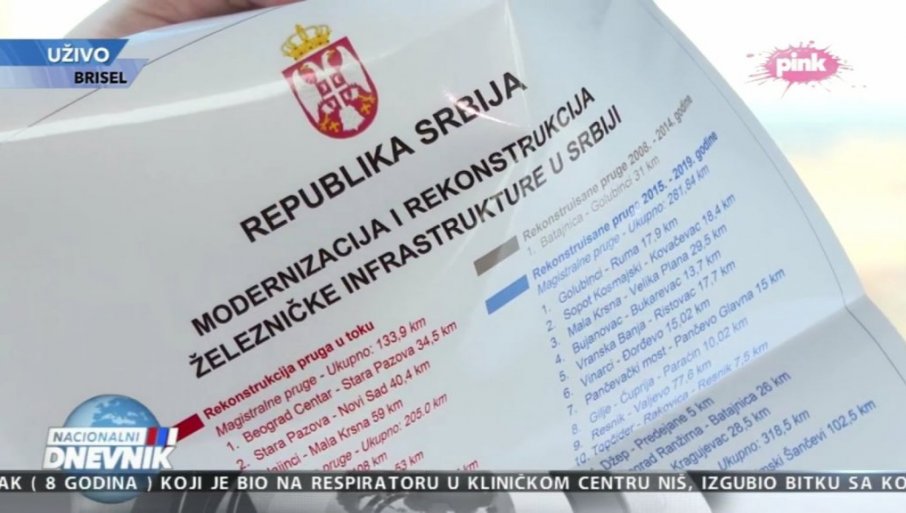 UŽIVO
BRISEL
pink
REPUBLIKA SRBIJA
MODERNIZACIJA I REKONSTRUKCIJA
ŽELEZNIČKE INFRASTRUKTURE U SRBIJI
Rekonstrukcija pruga u toku
Magistralne pruge - Ukupno: 133,9 km
1. Beograd Centar - Stara Pazova 34,5 km
2. Stara Pazova - Novi Sad 40,4 km
Mala Krsna 59 km
pruge - Ukupno: 205.0 km
53 km
Rekonstruisane pruge 2008. - 2014. godine
1. Batajnica - Golubinci 31 km
Rekonstruisane pruge 2015. - 2019. godine
Magistralne pruge - Ukupno: 281,84 km
1. Golubinci - Ruma 17,9 km
2. Sopot Kosmajski - Kovačevac 18,4 km
3. Mala Krsna - Velika Plana 29,5 km
4. Bujanovac - Bukarevac 13,7 km
5. Vranska Banja - Ristovac 17,7 km
6. Vinarci - Đorđevo 15,02 km
7. Pančevački most - Pančevo Glavna 15 km
8. Gilje - Ćuprija - Paraćin 10,02 km
9. Resnik - Valjevo 77,6 km
10. Topčider - Rakovica - Resnik 7,5 km
Džep - Predejane 5 km
Ranžirna - Batajnica 26 km
Kragujevac 28,5 km
Ukupno: 318,5 km
Šančevi 102,5 km
NACIONALNI
DNEVNIK
AK ( 8 GODINA ) KOJI JE BIO NA RESPIRATORU U KLINIČKOM CENTRU NIŠ, IZGUBIO BITKU SA KO